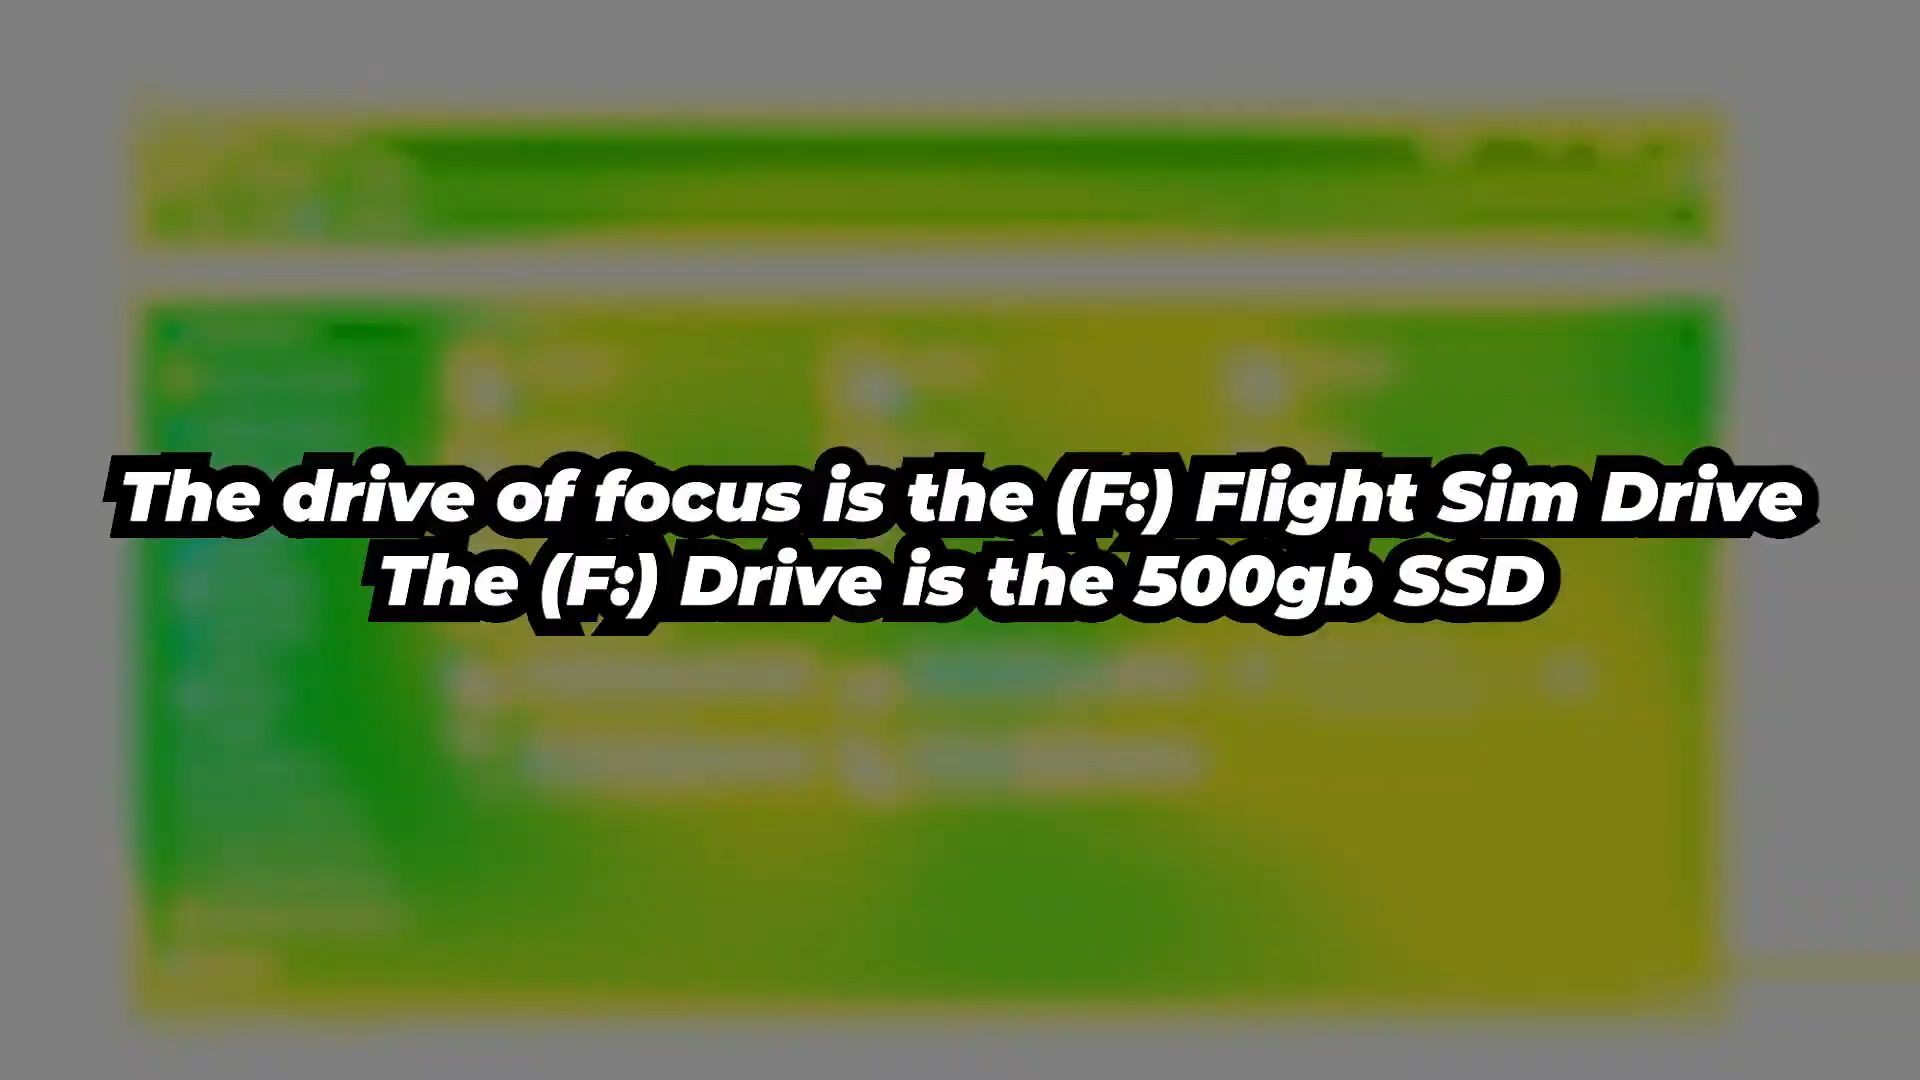 The drive of focus is the (F:) Flight Sim Drive
The (F:) Drive is the 500gb SSD